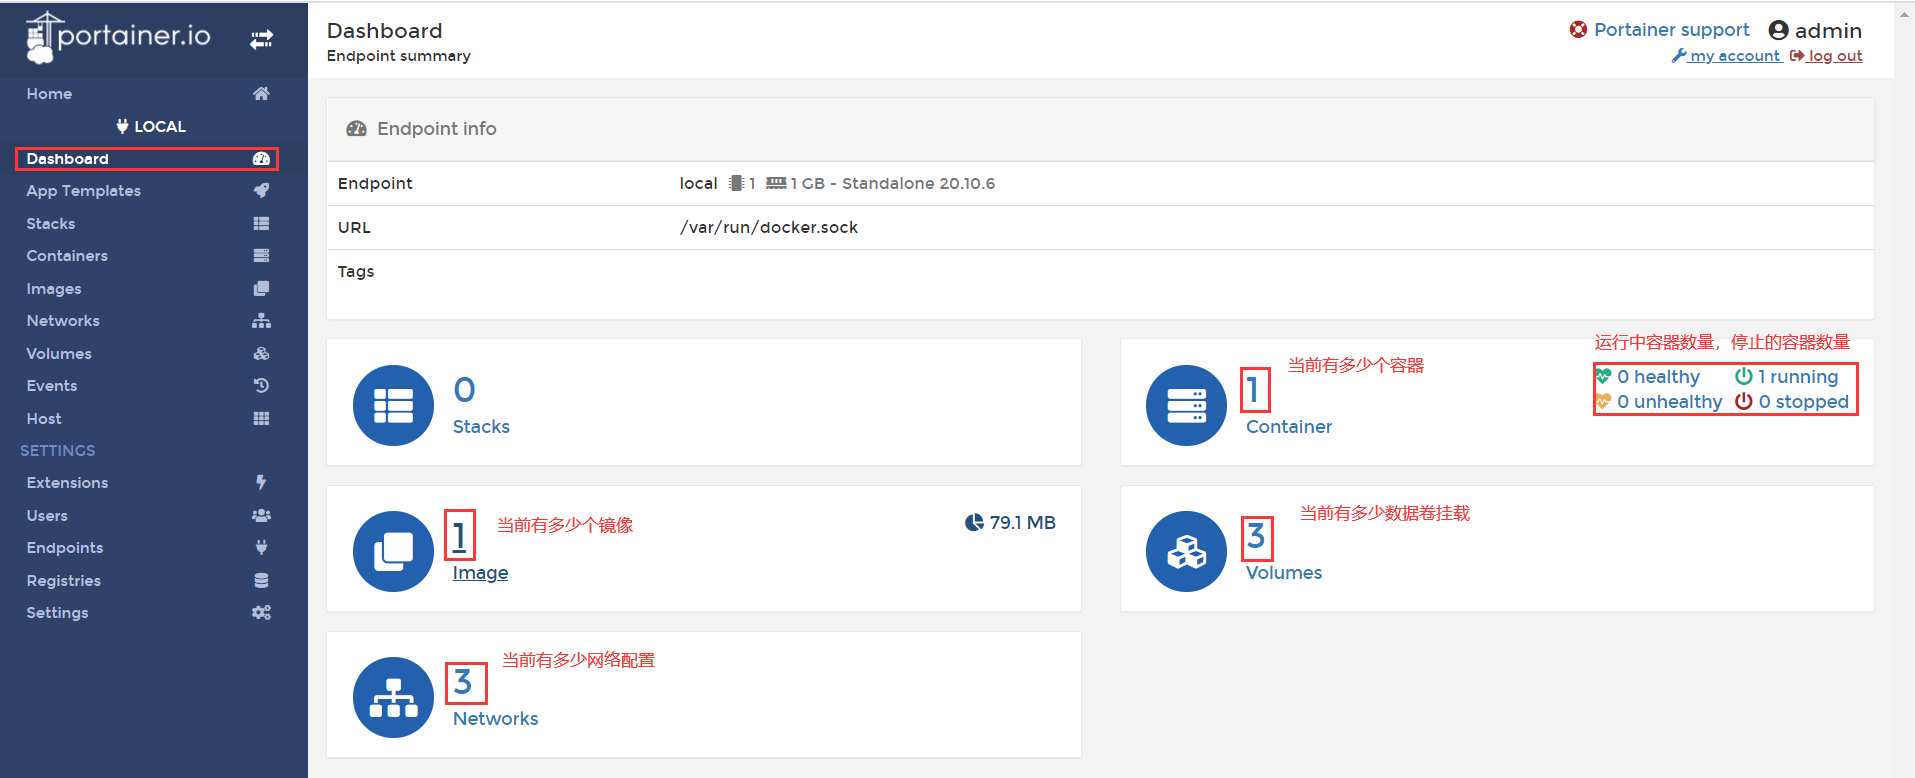 portainer.io
Home
LOCAL
Dashboard
App Templates
Stacks
Containers
Images
Networks
Volumes
Events
Host
SETTINGS
Extensions
Users
Endpoints
Registries
Settings
Dashboard
Endpoint summary
Portainer support
admin
my account
log out
Endpoint info
Endpoint local 1 1 GB - Standalone 20.10.6
URL /var/run/docker.sock
Tags
0
Stacks
1
Container
当前有多少个容器
运行中容器数量，停止的容器数量
0 healthy 1 running
0 unhealthy 0 stopped
1
Image
当前有多少个镜像
79.1 MB
3
Volumes
当前有多少数据卷挂载
3
Networks
当前有多少网络配置